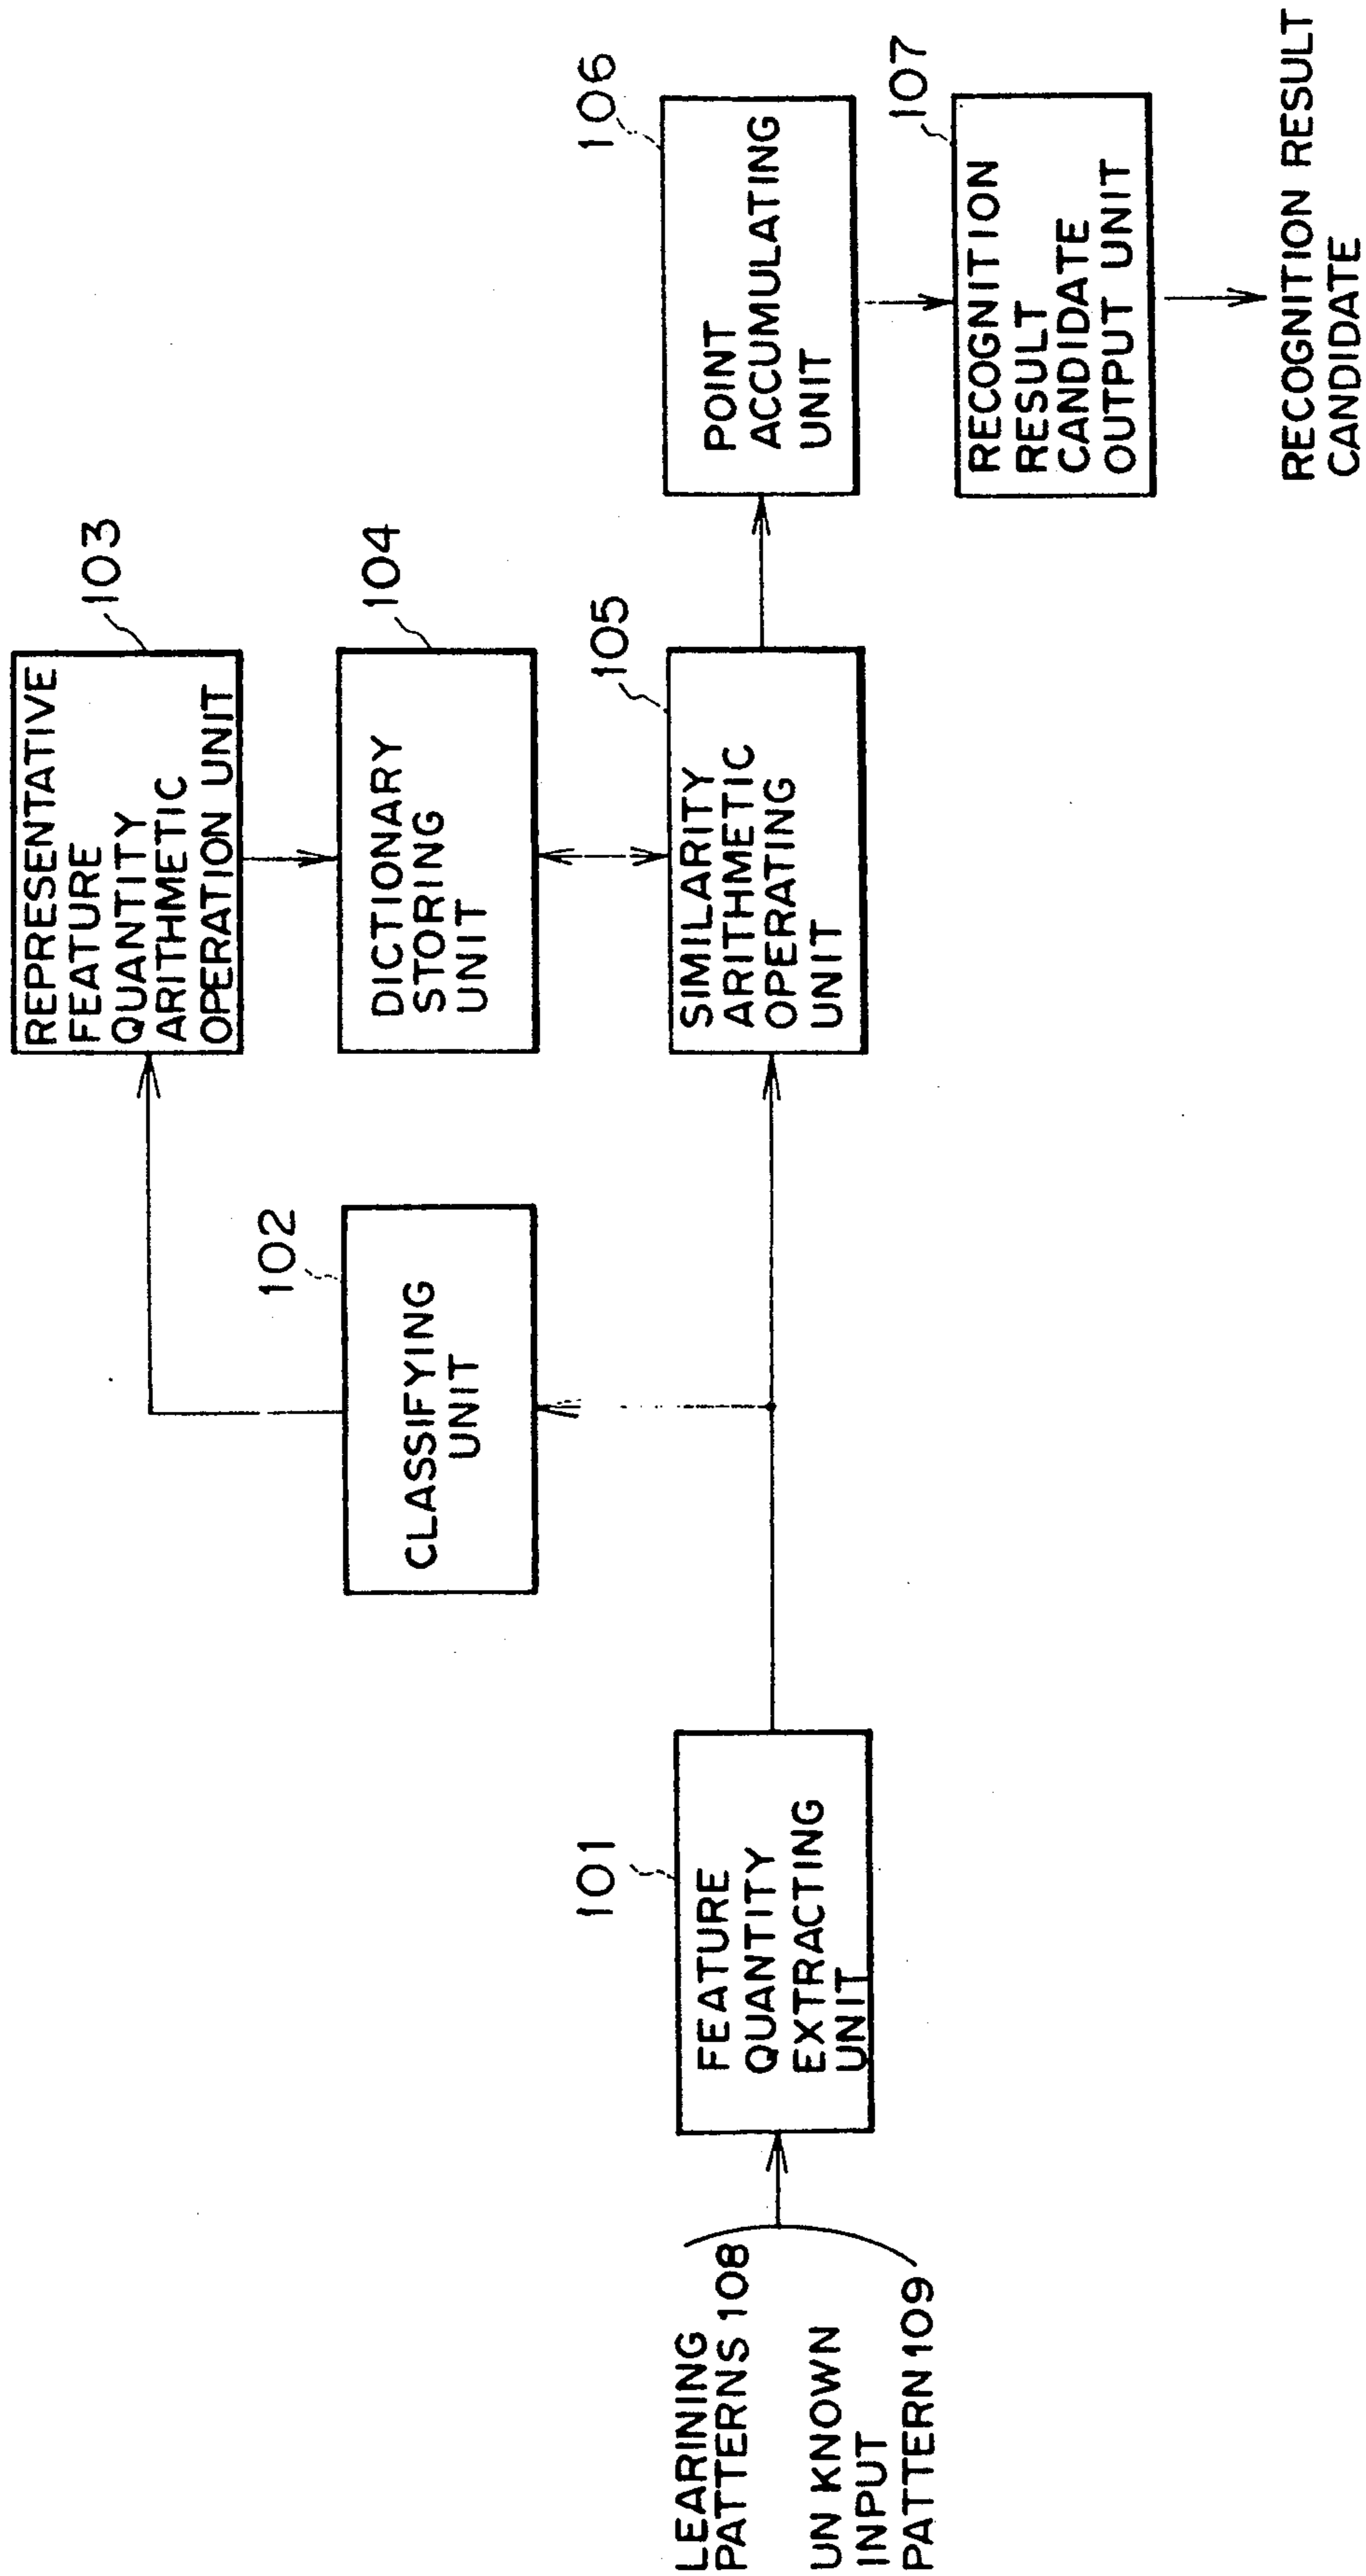 REPRESENTATIVE
FEATURE
QUANTITY
ARITHMETIC
OPERATION UNIT
103
102
CLASSIFYING
UNIT
104
DICTIONARY
STORING
UNIT
LEARINING
PATTERNS 108
UN KNOWN
INPUT
PATTERN 109
101
FEATURE
QUANTITY
EXTRACTING
UNIT
105
SIMILARITY
ARITHMETIC
OPERATING
UNIT
106
POINT
ACCUMULATING
UNIT
107
RECOGNITION
RESULT
CANDIDATE
OUTPUT UNIT
RECOGNITION RESULT
CANDIDATE